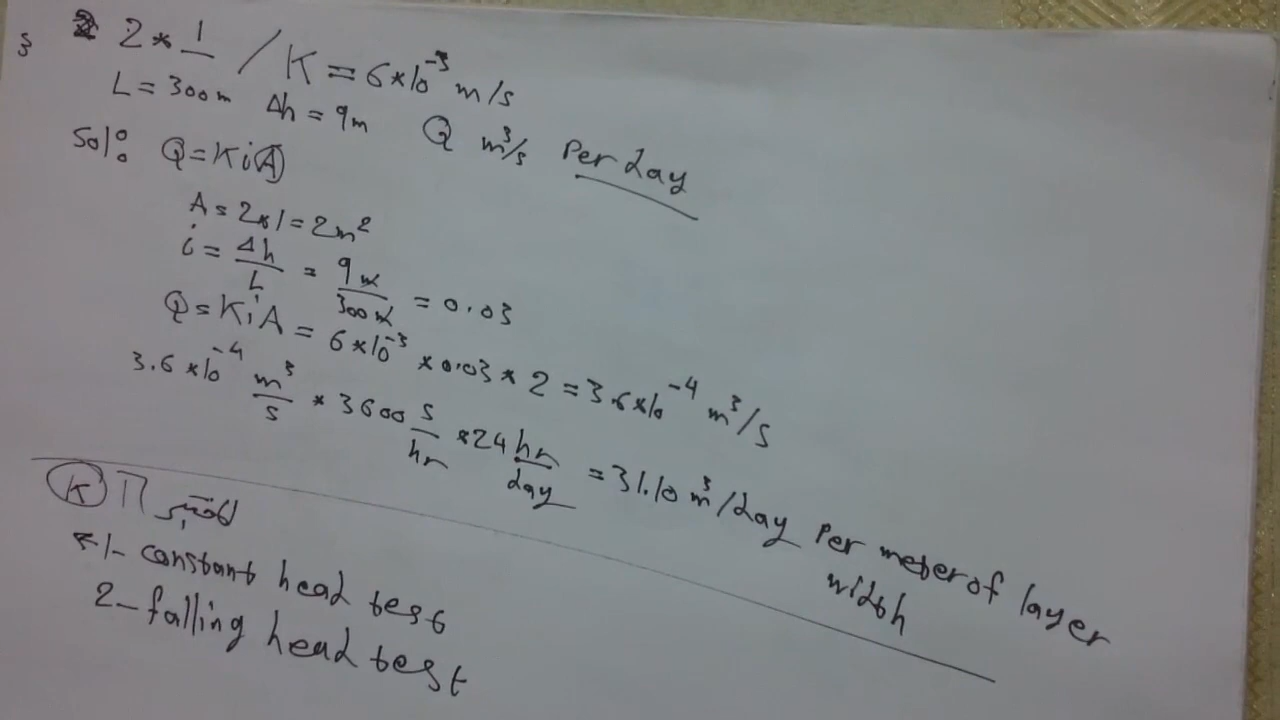 2*1 / K = 6*10^-3 m/s
L = 300m Δh = 9m Q m³/s Per day
Sol: Q = KiA
A = 2*1 = 2m²
i = Δh/L = 9m/300m = 0.03
Q = KiA = 6*10^-3 * 0.03 * 2 = 3.6*10^-4 m³/s
3.6*10^-4 m³/s * 3600 s/hr *24 hr/day = 31.10 m³/day Per meter of layer
width
K
1- constant head test
2- falling head test